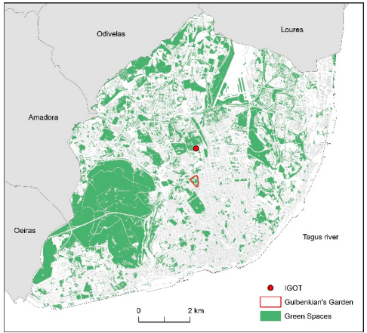 Odivelas
Loures
Amadora
Oeiras
Tagus river
IGOT
Gulbenkian's Garden
Green Spaces
0 2 km